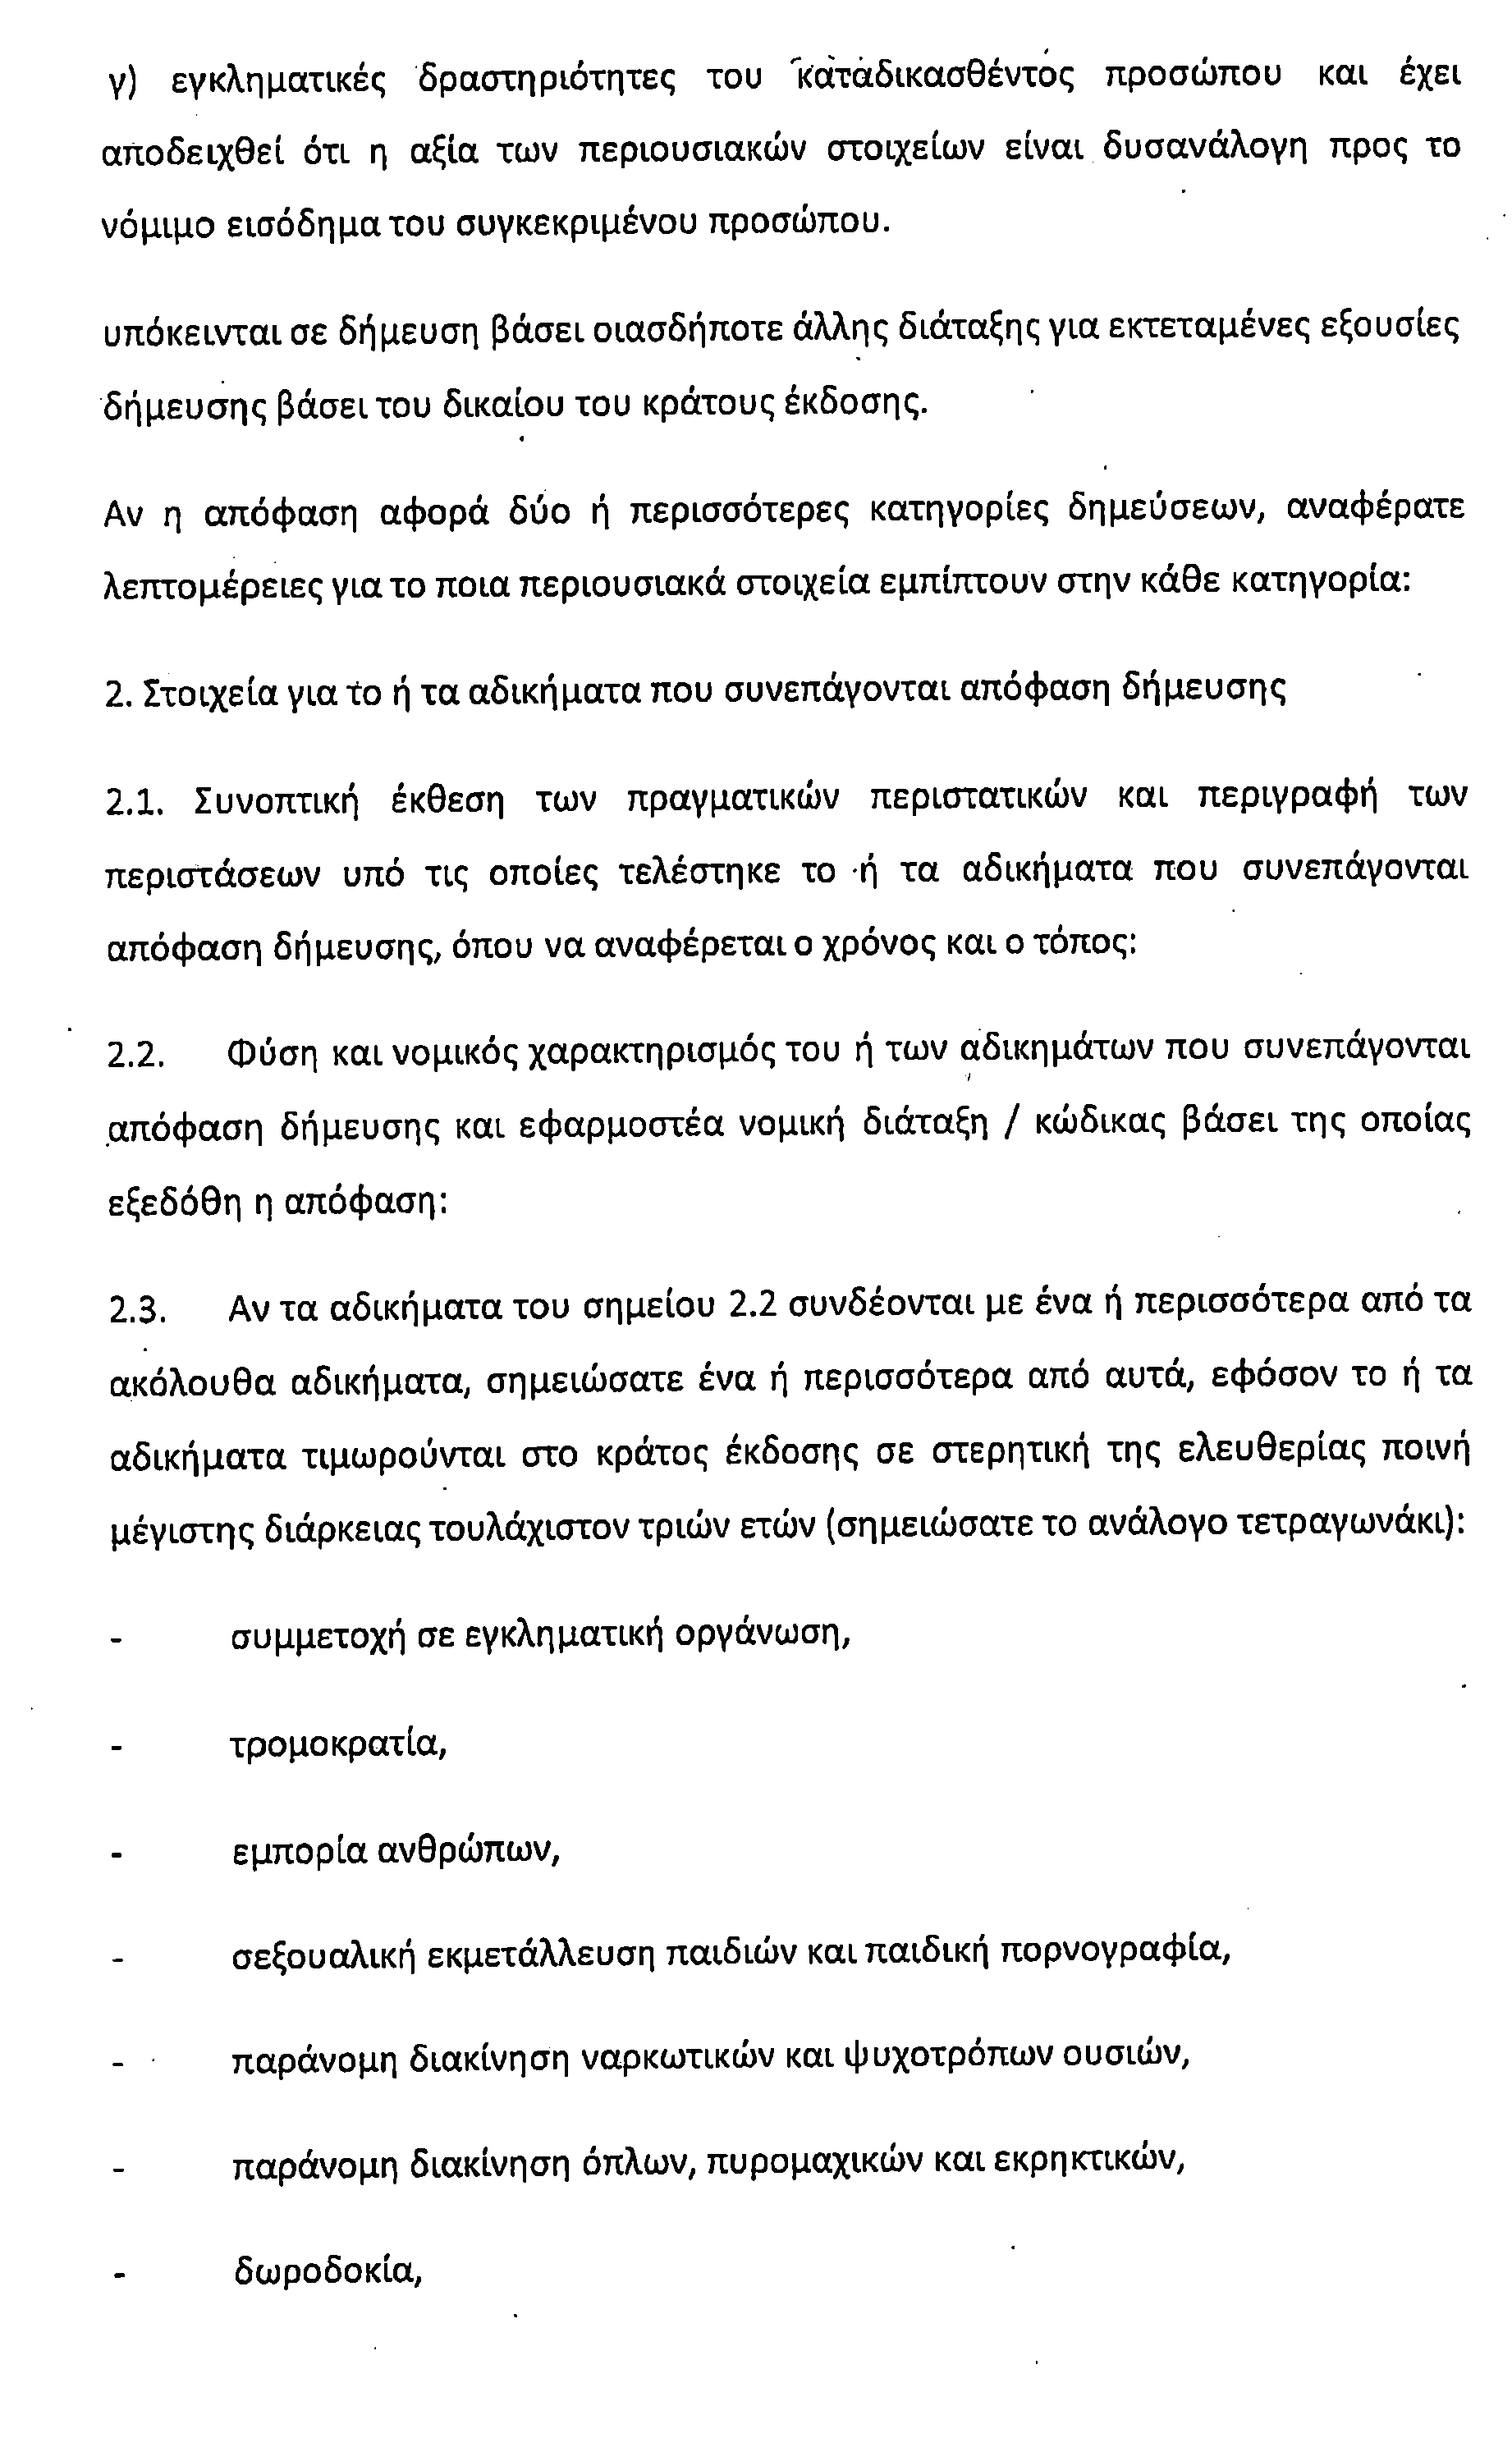 γ) εγκληματικές δραστηριότητες του καταδικασθέντος προσώπου και έχει
αποδειχθεί ότι η αξία των περιουσιακών στοιχείων είναι δυσανάλογη προς το
νόμιμο εισόδημα του συγκεκριμένου προσώπου.
υπόκεινται σε δήμευση βάσει οιασδήποτε άλλης διάταξης για εκτεταμένες εξουσίες
δήμευσης βάσει του δικαίου του κράτους έκδοσης.
Αν η απόφαση αφορά δύο ή περισσότερες κατηγορίες δημεύσεων, αναφέρατε
λεπτομέρειες για το ποια περιουσιακά στοιχεία εμπίπτουν στην κάθε κατηγορία:
2. Στοιχεία για το ή τα αδικήματα που συνεπάγονται απόφαση δήμευσης
2.1. Συνοπτική έκθεση των πραγματικών περιστατικών και περιγραφή των
περιστάσεων υπό τις οποίες τελέστηκε το ή τα αδικήματα που συνεπάγονται
απόφαση δήμευσης, όπου να αναφέρεται ο χρόνος και ο τόπος:
2.2. Φύση και νομικός χαρακτηρισμός του ή των αδικημάτων που συνεπάγονται
απόφαση δήμευσης και εφαρμοστέα νομική διάταξη / κώδικας βάσει της οποίας
εξεδόθη η απόφαση:
2.3. Αν τα αδικήματα του σημείου 2.2 συνδέονται με ένα ή περισσότερα από τα
ακόλουθα αδικήματα, σημειώσατε ένα ή περισσότερα από αυτά, εφόσον το ή τα
αδικήματα τιμωρούνται στο κράτος έκδοσης σε στερητική της ελευθερίας ποινή
μέγιστης διάρκειας τουλάχιστον τριών ετών (σημειώσατε το ανάλογο τετραγωνάκι):
- συμμετοχή σε εγκληματική οργάνωση,
- τρομοκρατία,
- εμπορία ανθρώπων,
- σεξουαλική εκμετάλλευση παιδιών και παιδική πορνογραφία,
- παράνομη διακίνηση ναρκωτικών και ψυχοτρόπων ουσιών,
- παράνομη διακίνηση όπλων, πυρομαχικών και εκρηκτικών,
- δωροδοκία,